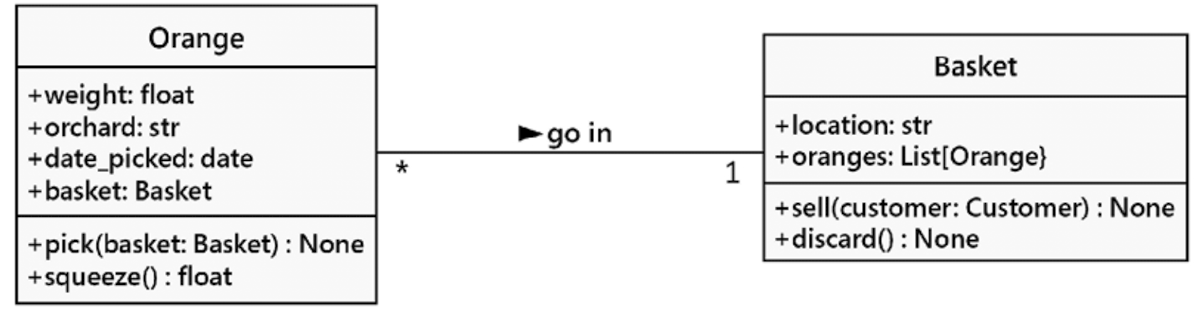 Orange
+weight: float
+orchard: str
+date_picked: date
+basket: Basket
+pick(basket: Basket) : None
+squeeze() : float
►go in
*
1
Basket
+location: str
+oranges: List[Orange}
+sell(customer: Customer) : None
+discard() : None